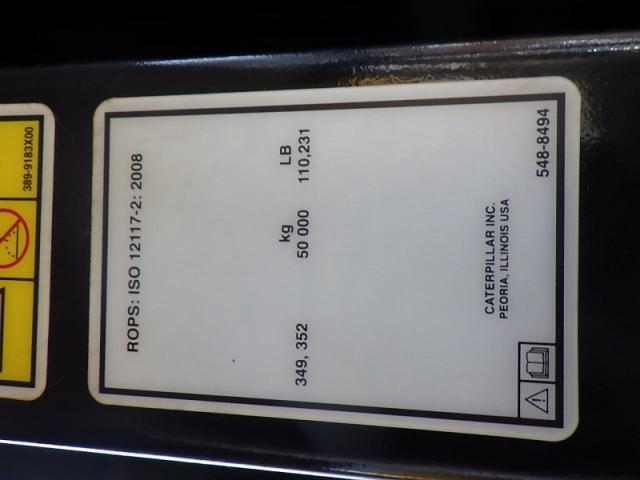 389-9183X00
ROPS: ISO 12117-2: 2008
kg LB
349, 352 50 000 110,231
CATERPILLAR INC.
PEORIA, ILLINOIS USA
548-8494